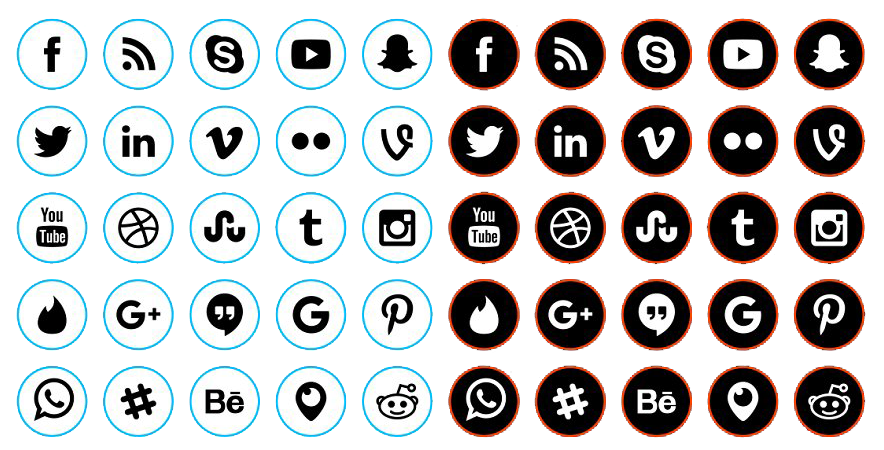 f S f S
in v in v
You t You t
Tube Tube
G+ G P G+ G P
# Bē # Bē